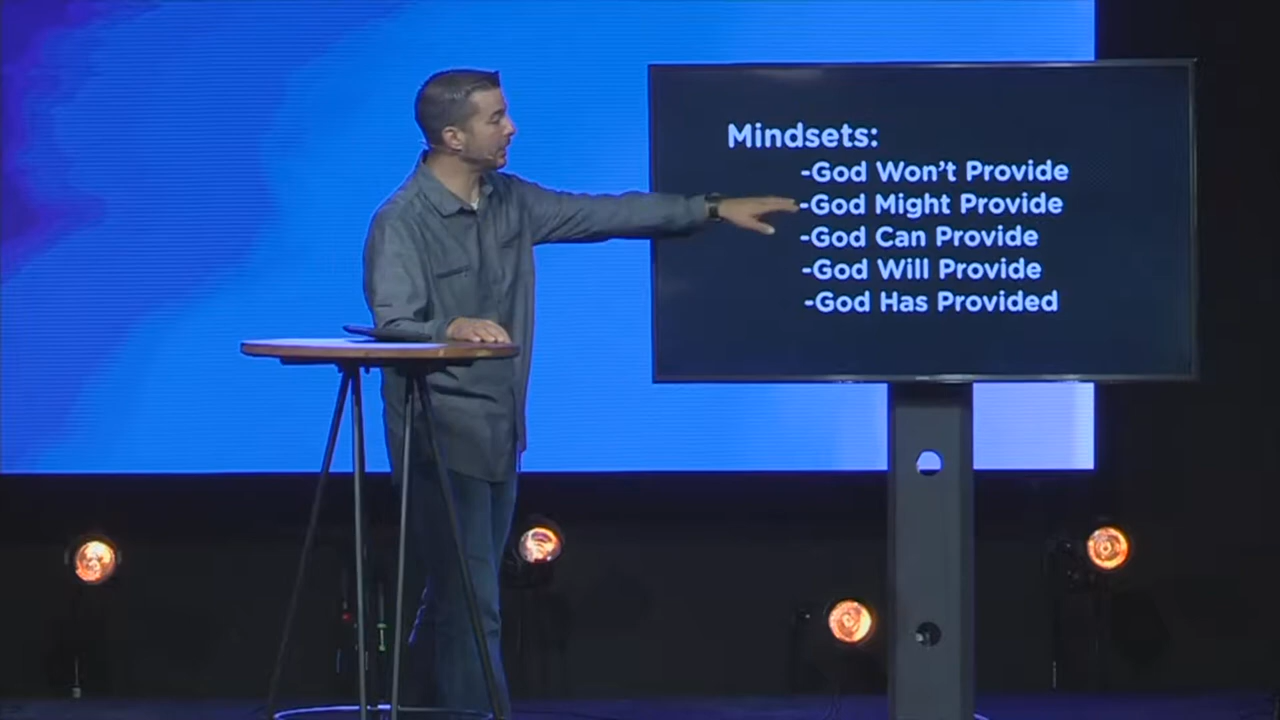 Mindsets:
-God Won't Provide
-God Might Provide
-God Can Provide
-God Will Provide
-God Has Provided